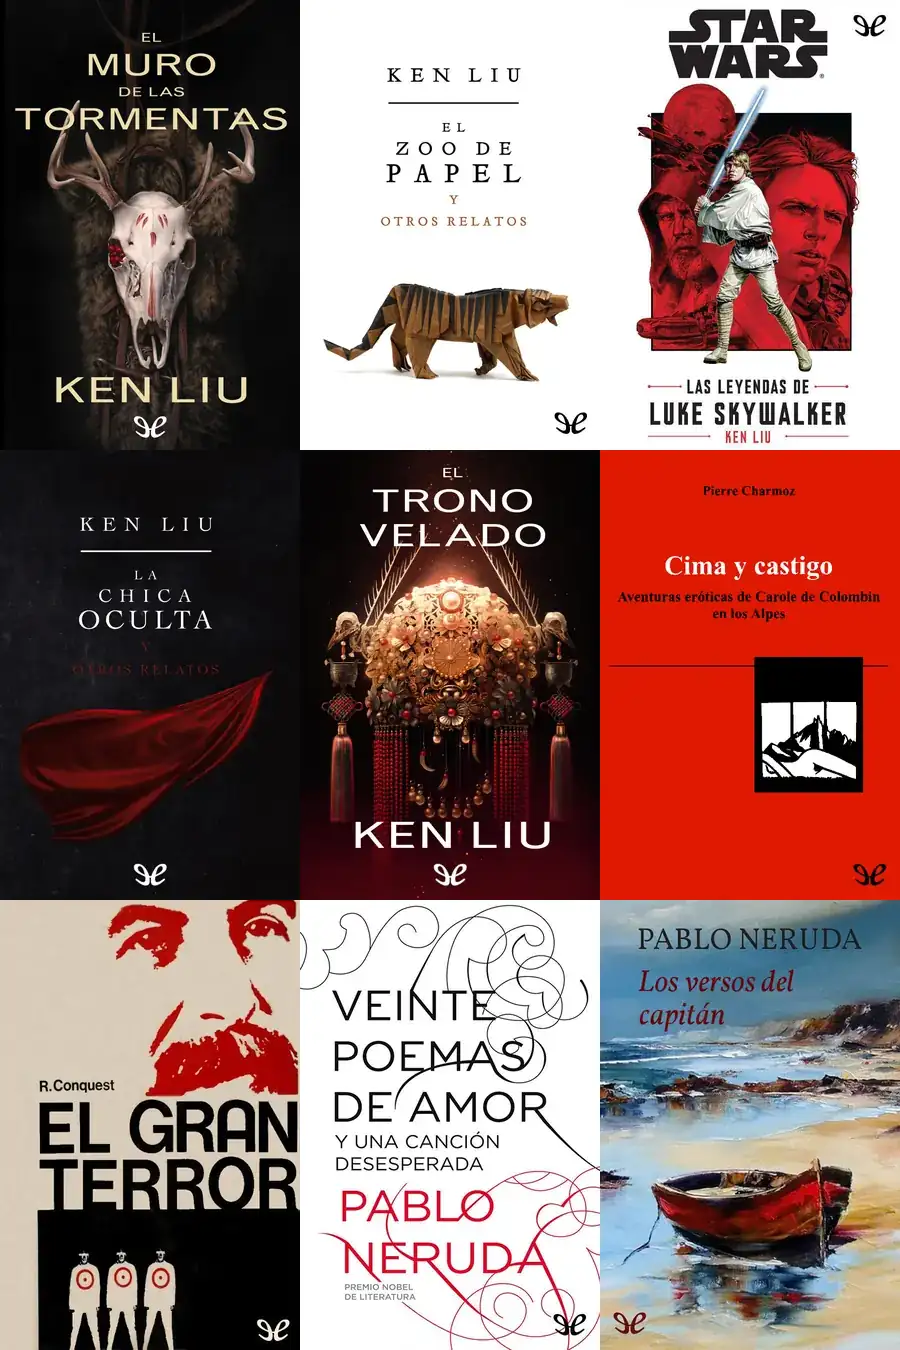 EL
MURO
DE LAS
TORMENTAS
KEN LIU
KEN LIU
EL
ZOO DE
PAPEL
Y
OTROS RELATOS
STAR
WARS
LAS LEYENDAS DE
LUKE SKYWALKER
KEN LIU
KEN LIU
LA
CHICA
OCULTA
Y
OTROS RELATOS
EL
TRONO
VELADO
KEN LIU
Pierre Charmoz
Cima y castigo
Aventuras eróticas de Carole de Colombin
en los Alpes
R.Conquest
EL GRAN
TERROR
VEINTE
POEMAS
DE AMOR
Y UNA CANCIÓN
DESESPERADA
PABLO
NERUDA
PREMIO NOBEL
DE LITERATURA
PABLO NERUDA
Los versos del
capitán